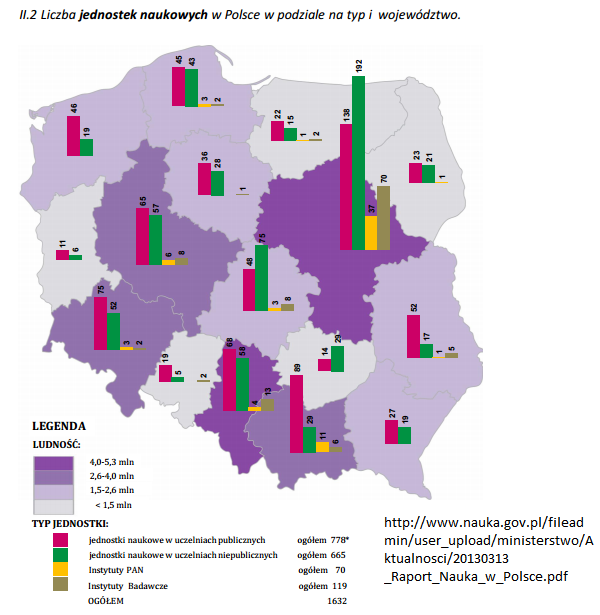 II.2 Liczba jednostek naukowych w Polsce w podziale na typ i województwo.
45 43 3 2
46 19
22 15 1 2
138 192 37 70
36 28 1
23 21 1
65 57 6 8
11 6
48 75 3 8
75 52 3 2
52 17 1 5
19 5 2
68 58 4 13
14 29
89 29 11 6
27 19
LEGENDA
LUDNOŚĆ:
4,0-5,3 mln
2,6-4,0 mln
1,5-2,6 mln
< 1,5 mln
TYP JEDNOSTKI:
jednostki naukowe w uczelniach publicznych ogółem 778*
jednostki naukowe w uczelniach niepublicznych ogółem 665
Instytuty PAN ogółem 70
Instytuty Badawcze ogółem 119
OGÓŁEM 1632
http://www.nauka.gov.pl/filead
min/user_upload/ministerstwo/A
ktualnosci/20130313
_Raport_Nauka_w_Polsce.pdf